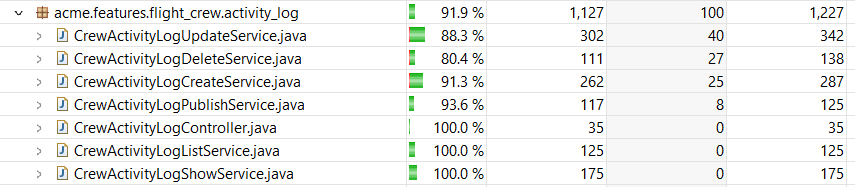 acme.features.flight_crew.activity_log 91.9 % 1,127 100 1,227
CrewActivityLogUpdateService.java 88.3 % 302 40 342
CrewActivityLogDeleteService.java 80.4 % 111 27 138
CrewActivityLogCreateService.java 91.3 % 262 25 287
CrewActivityLogPublishService.java 93.6 % 117 8 125
CrewActivityLogController.java 100.0 % 35 0 35
CrewActivityLogListService.java 100.0 % 125 0 125
CrewActivityLogShowService.java 100.0 % 175 0 175